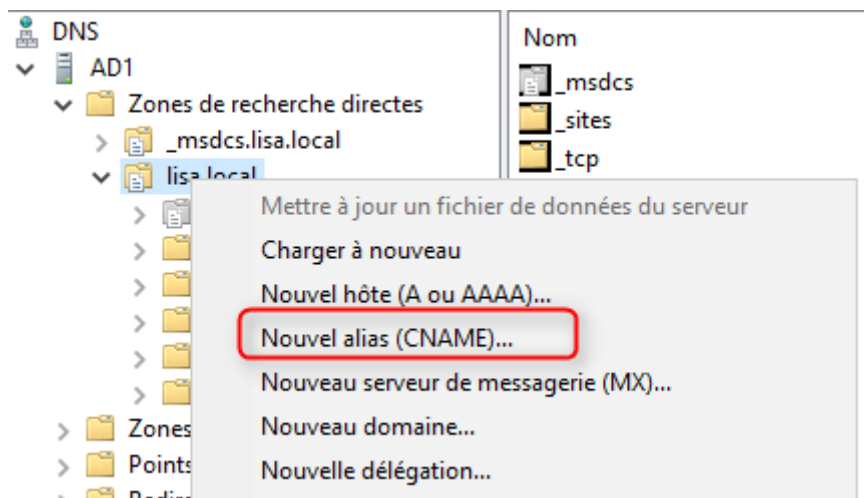 DNS
AD1
Zones de recherche directes
_msdcs.lisa.local
lisa.local
Zones
Points
Nom
_msdcs
_sites
_tcp
Mettre à jour un fichier de données du serveur
Charger à nouveau
Nouvel hôte (A ou AAAA)...
Nouvel alias (CNAME)...
Nouveau serveur de messagerie (MX)...
Nouveau domaine...
Nouvelle délégation...